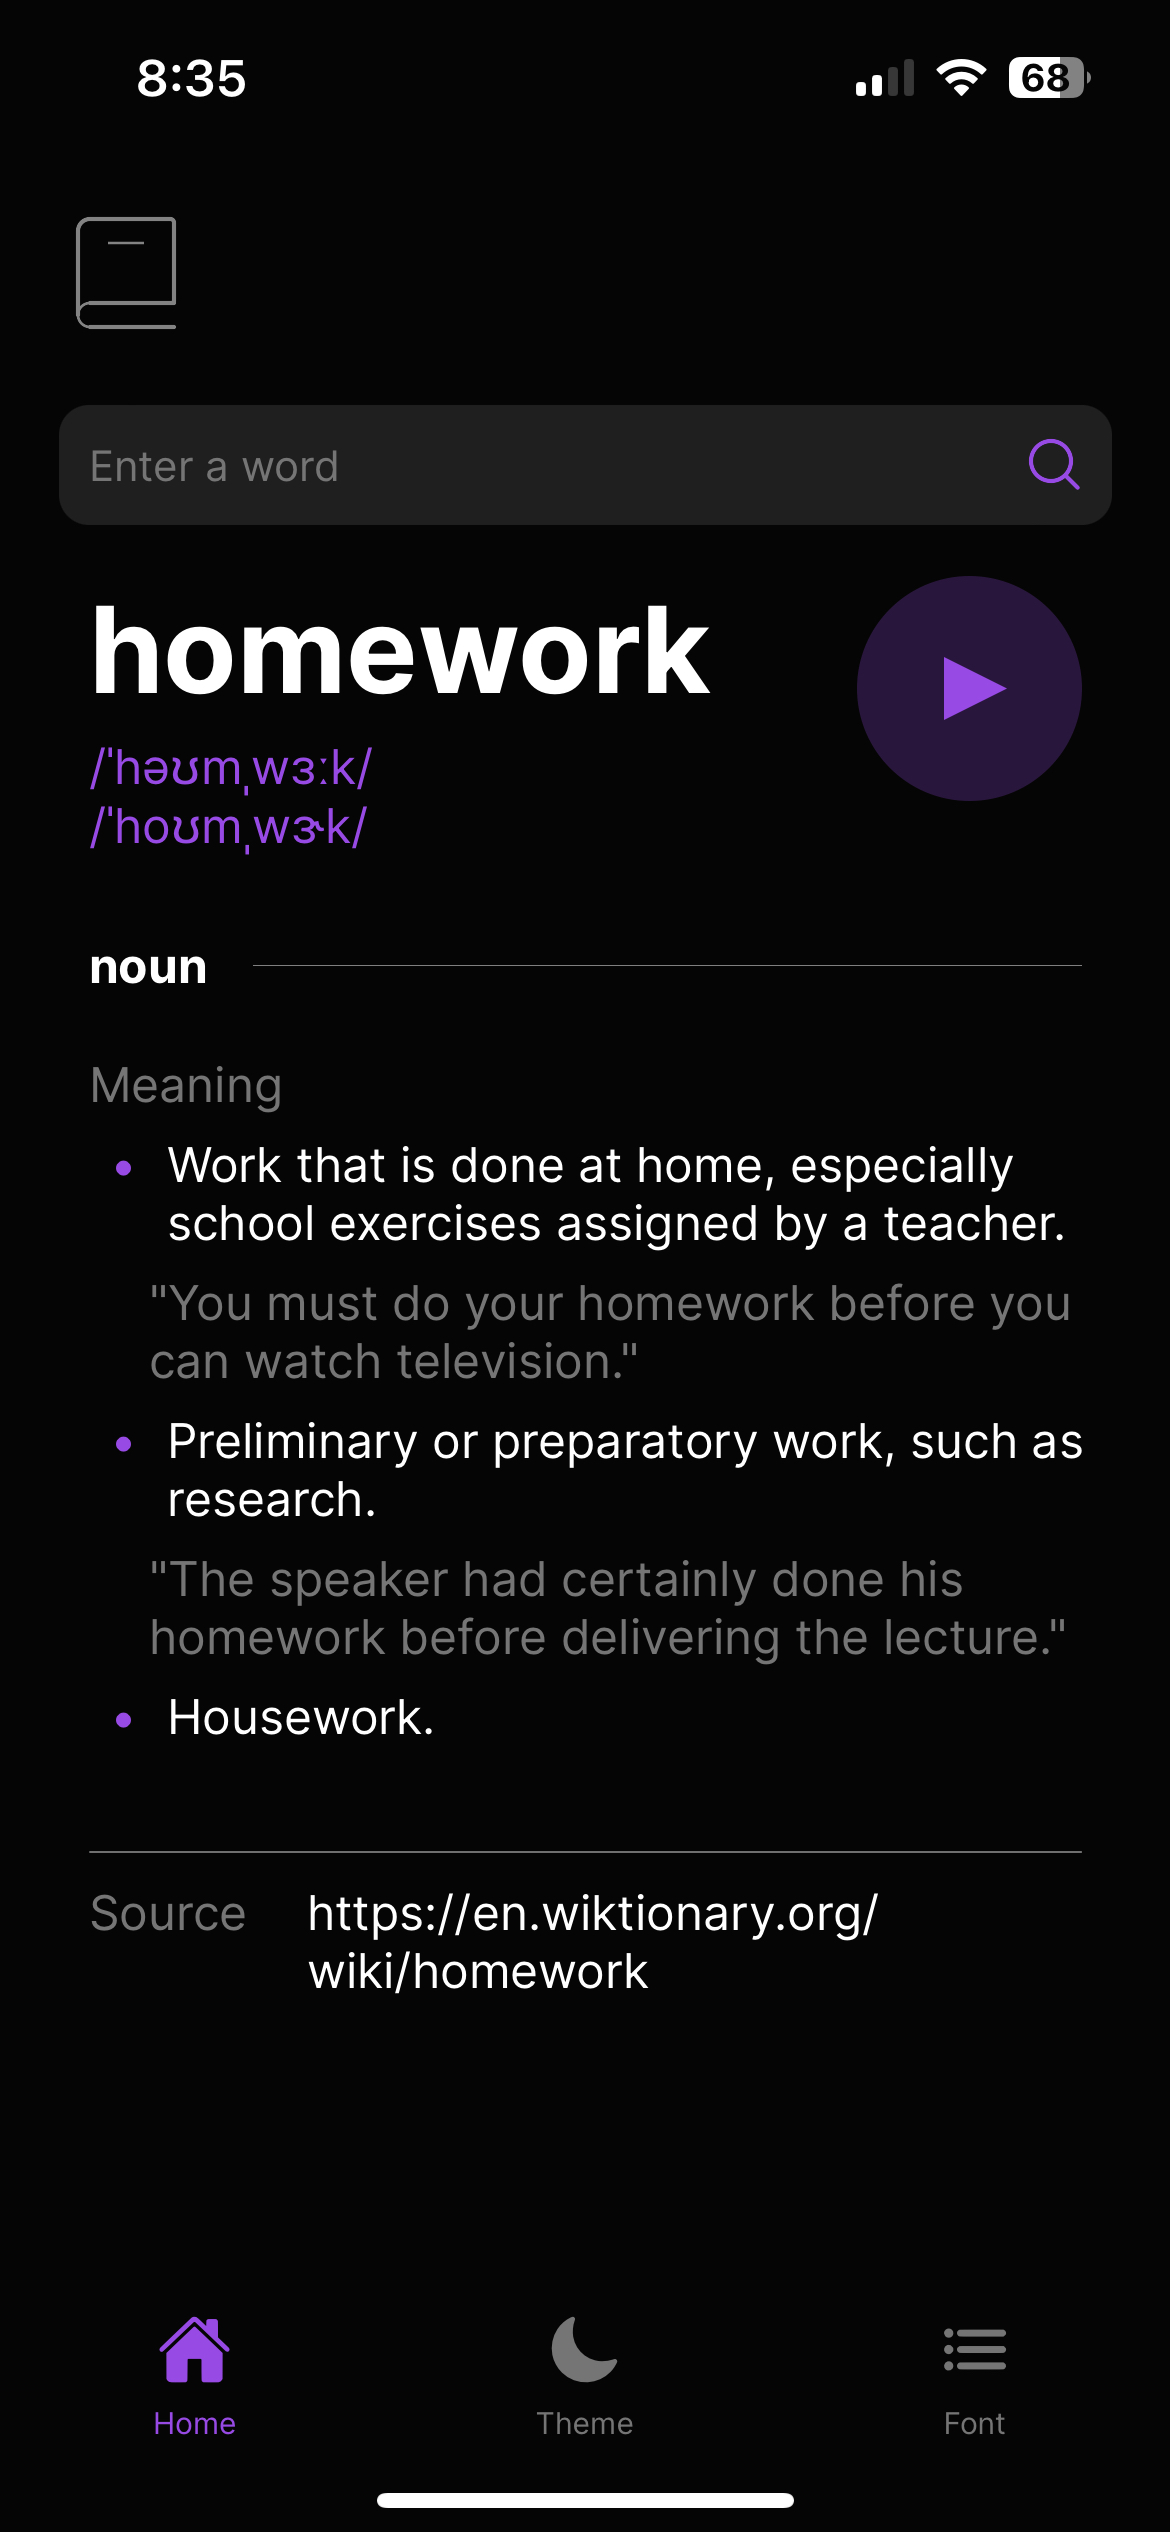 8:35
68
Enter a word
homework
/ˈhəʊmˌwɜːk/
/ˈhoʊmˌwɝk/
noun
Meaning
• Work that is done at home, especially
school exercises assigned by a teacher.
"You must do your homework before you
can watch television."
• Preliminary or preparatory work, such as
research.
"The speaker had certainly done his
homework before delivering the lecture."
• Housework.
Source https://en.wiktionary.org/
wiki/homework
Home Theme Font